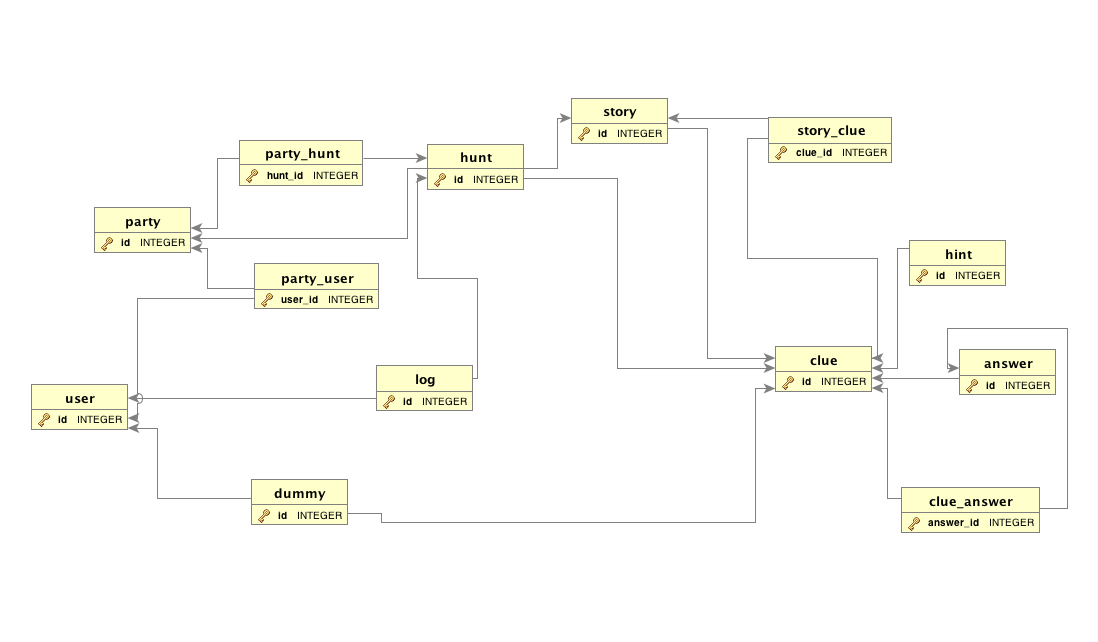 story
id INTEGER
story_clue
clue_id INTEGER
party_hunt
hunt_id INTEGER
hunt
id INTEGER
party
id INTEGER
hint
id INTEGER
party_user
user_id INTEGER
clue
id INTEGER
answer
id INTEGER
log
id INTEGER
user
id INTEGER
dummy
id INTEGER
clue_answer
answer_id INTEGER